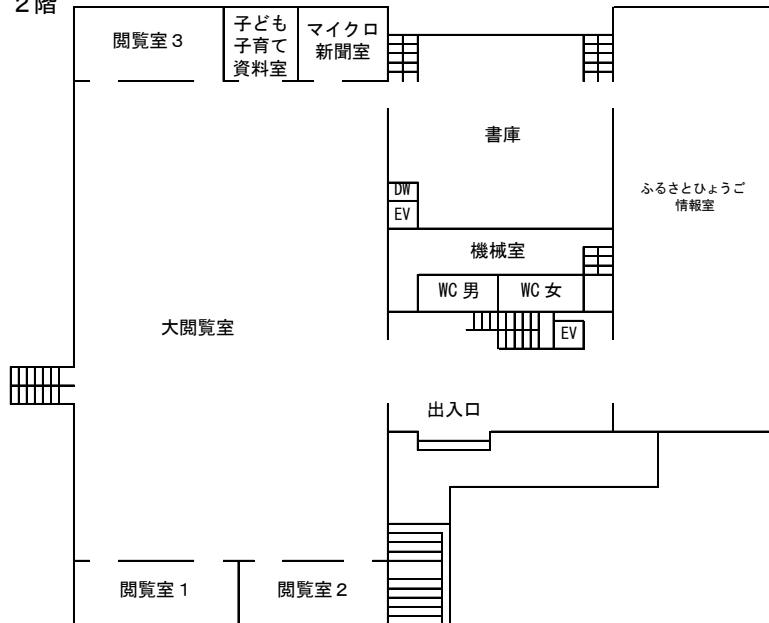 2階
閲覧室3
子ども
子育て
資料室
マイクロ
新聞室
書庫
ふるさとひょうご
情報室
DW
EV
機械室
WC 男
WC 女
大閲覧室
EV
出入口
閲覧室1
閲覧室2